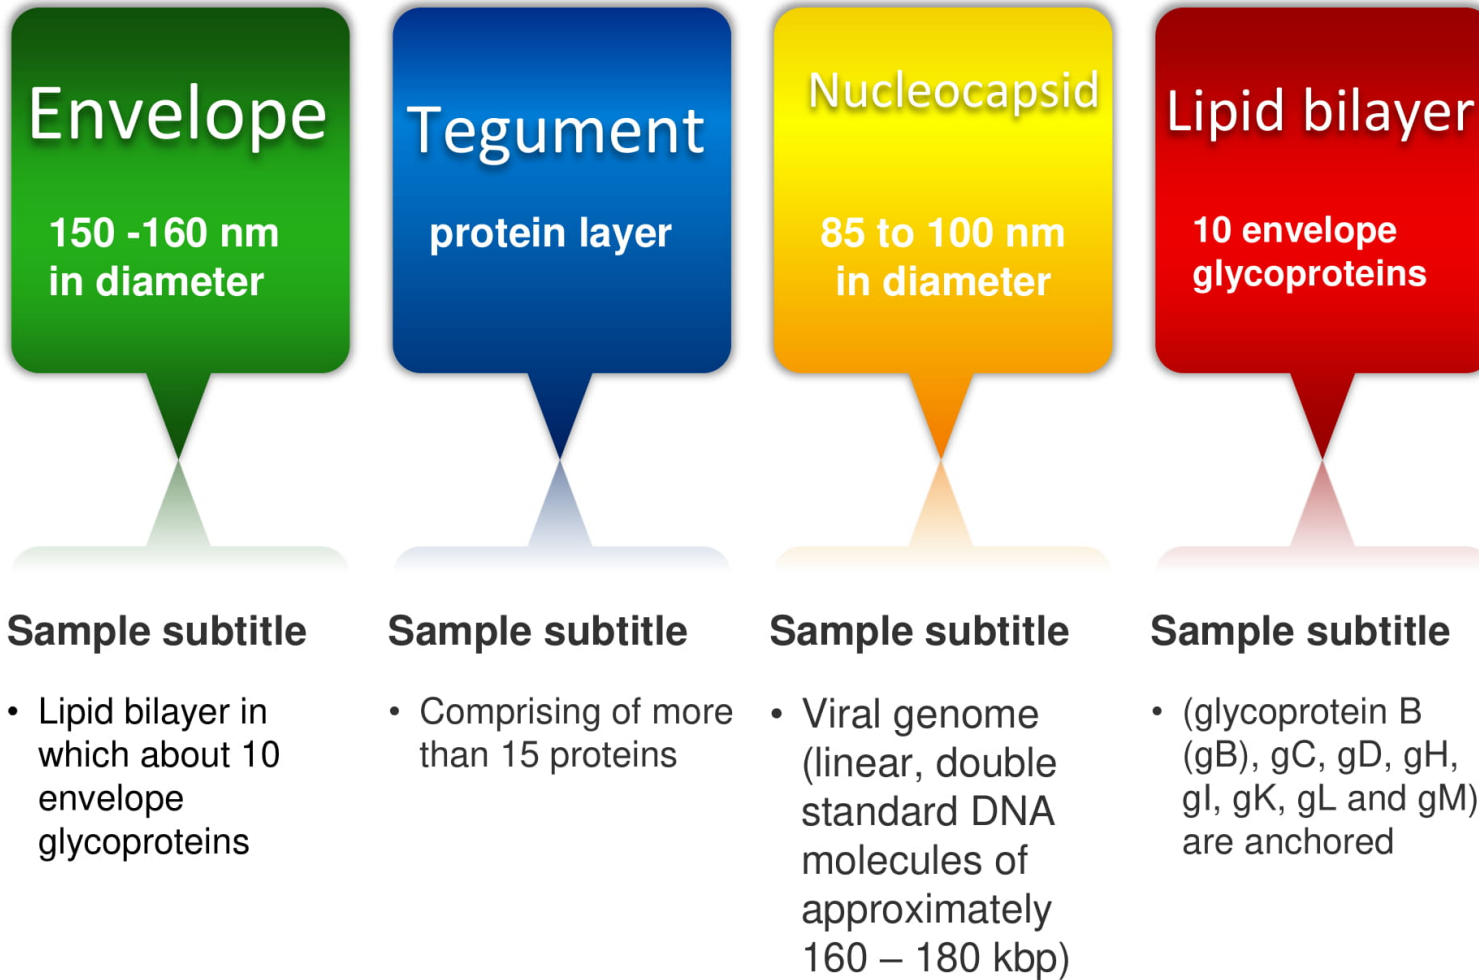 Envelope
150 -160 nm
in diameter
Tegument
protein layer
Nucleocapsid
85 to 100 nm
in diameter
Lipid bilayer
10 envelope
glycoproteins
Sample subtitle
• Lipid bilayer in
which about 10
envelope
glycoproteins
Sample subtitle
• Comprising of more
than 15 proteins
Sample subtitle
• Viral genome
(linear, double
standard DNA
molecules of
approximately
160 – 180 kbp)
Sample subtitle
• (glycoprotein B
(gB), gC, gD, gH,
gI, gK, gL and gM)
are anchored